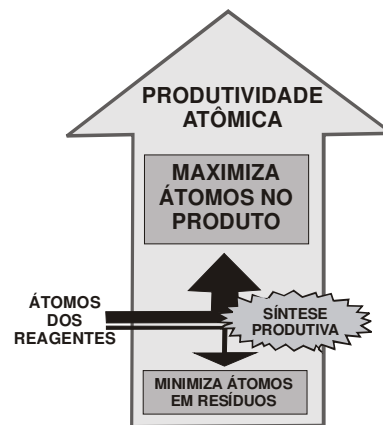 PRODUTIVIDADE
ATÔMICA
MAXIMIZA
ÁTOMOS NO
PRODUTO
ÁTOMOS
DOS
REAGENTES
SÍNTESE
PRODUTIVA
MINIMIZA ÁTOMOS
EM RESÍDUOS